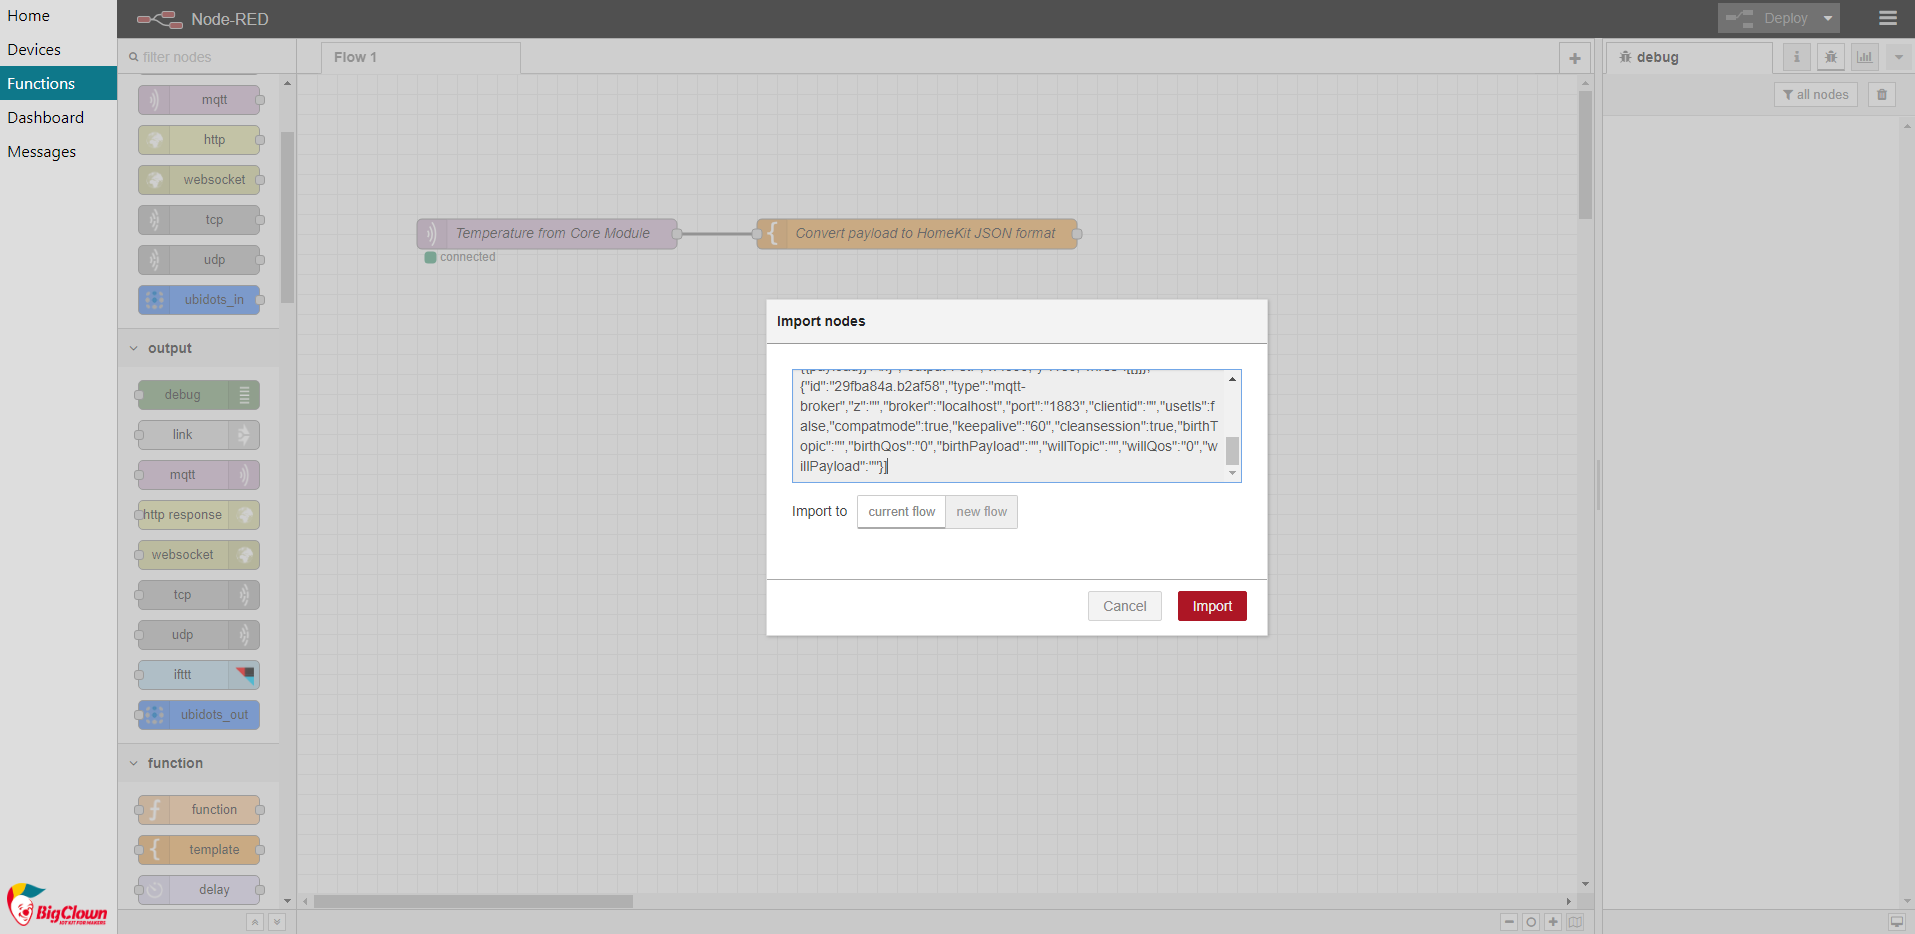 Home
Devices
Functions
Dashboard
Messages
BigClown
Node-RED
Deploy
filter nodes
mqtt
http
websocket
tcp
udp
ubidots_in
output
debug
link
mqtt
http response
websocket
tcp
udp
ifttt
ubidots_out
function
function
template
delay
Flow 1
Temperature from Core Module
connected
Convert payload to HomeKit JSON format
Import nodes
{"id":"29fba84a.b2af58","type":"mqtt-
broker","z":"","broker":"localhost","port":"1883","clientid":"","usetls":f
alse,"compatmode":true,"keepalive":"60","cleansession":true,"birthT
opic":"","birthQos":"0","birthPayload":"","willTopic":"","willQos":"0","w
illPayload":""}]
Import to
current flow
new flow
Cancel
Import
debug
all nodes